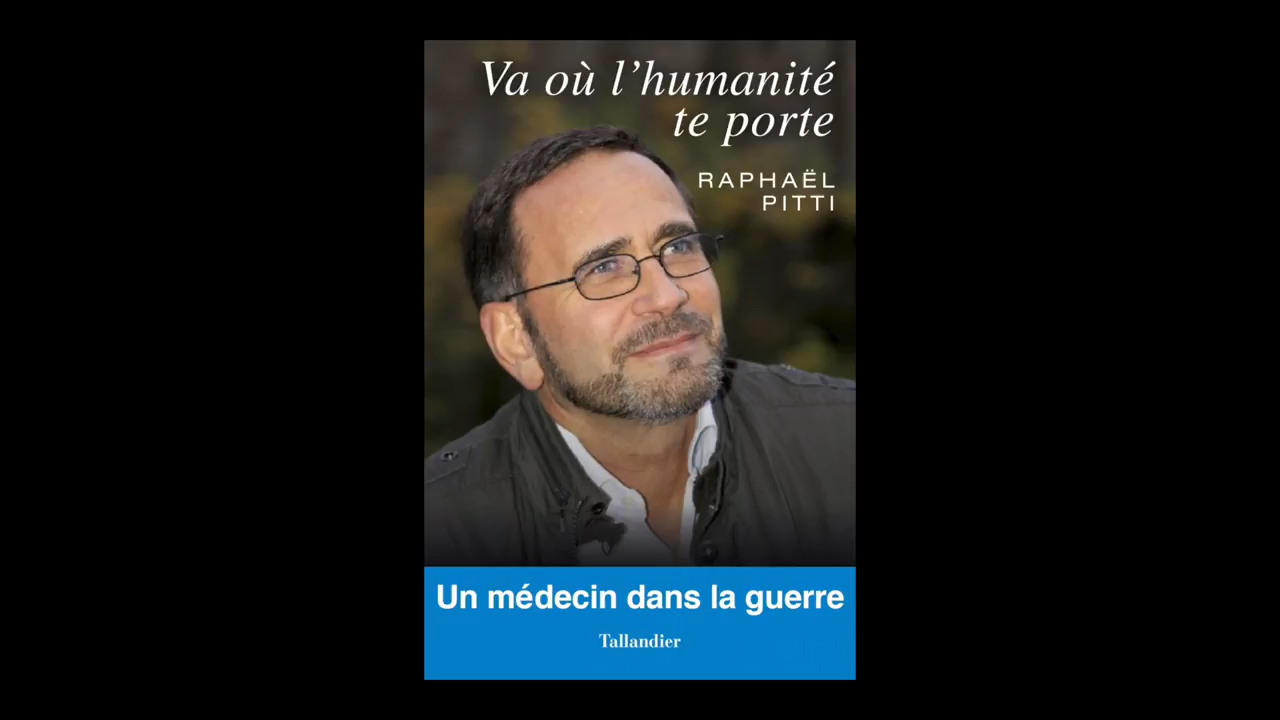 Va où l’humanité
te porte
RAPHAËL
PITTI
Un médecin dans la guerre
Tallandier